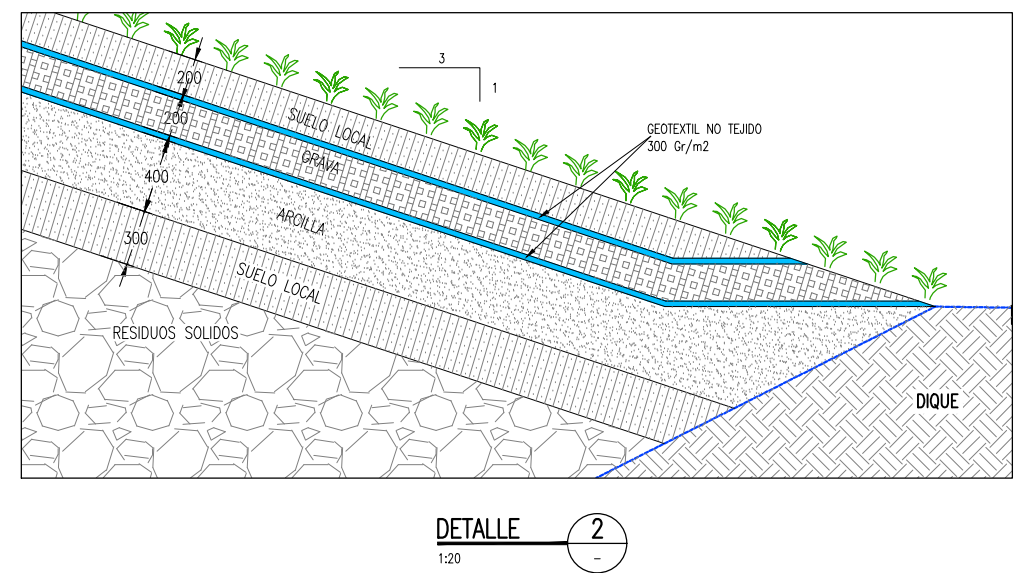 3
1
200
SUELO LOCAL
GEOTEXTIL NO TEJIDO
300 Gr/m2
200
GRAVA
400
ARCILLA
300
SUELO LOCAL
RESIDUOS SOLIDOS
DIQUE
DETALLE
2
1:20
-